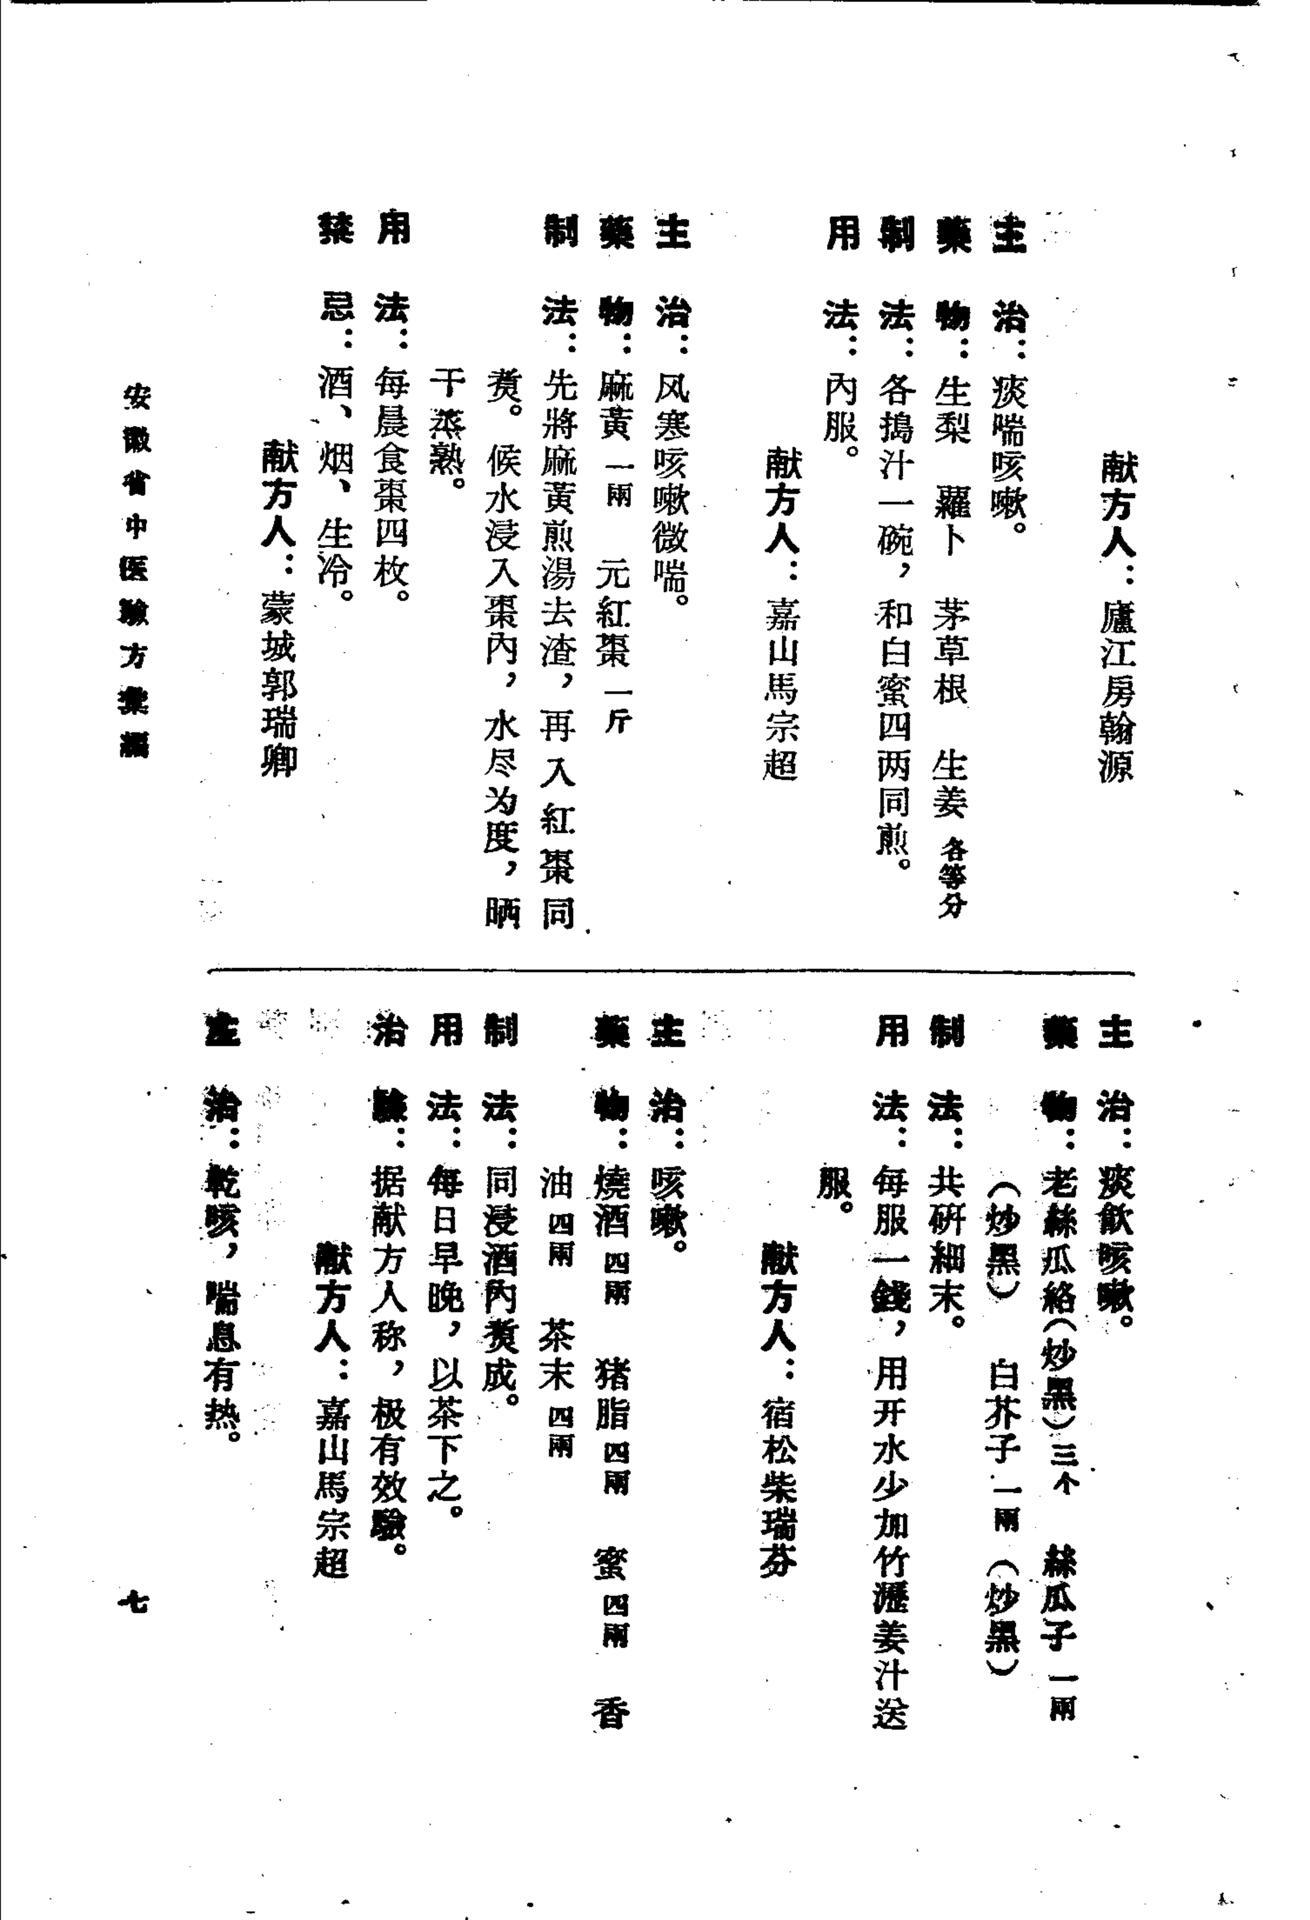 献方人：廬江房翰源
主治：痰喘咳嗽。
藥物：生梨　蘿卜　茅草根　生姜各等分
制法：各搗汁一碗，和白蜜四两同煎。
用法：內服。
献方人：嘉山馬宗超
主治：风寒咳嗽微喘。
藥物：麻黃一兩　元紅棗一斤
制法：先將麻黃煎湯去渣，再入紅棗同
煑。候水浸入棗內，水尽为度，晒
干蒸熟。
用法：每晨食棗四枚。
禁忌：酒、烟、生冷。
献方人：蒙城郭瑞卿
主治：痰飲咳嗽。
藥物：老絲瓜絡（炒黑）三个　絲瓜子一兩
（炒黑）　白芥子一兩（炒黑）
制法：共硏細末。
用法：每服一錢，用开水少加竹瀝姜汁送
服。
献方人：宿松柴瑞芬
主治：咳嗽。
藥物：燒酒四兩　猪脂四兩　蜜四兩　香
油四兩　茶末四兩
制法：同浸酒內煑成。
用法：每日早晚，以茶下之。
治驗：据献方人称，极有效驗。
献方人：嘉山馬宗超
主治：乾咳，喘息有热。
安徽省中医驗方彙編
七